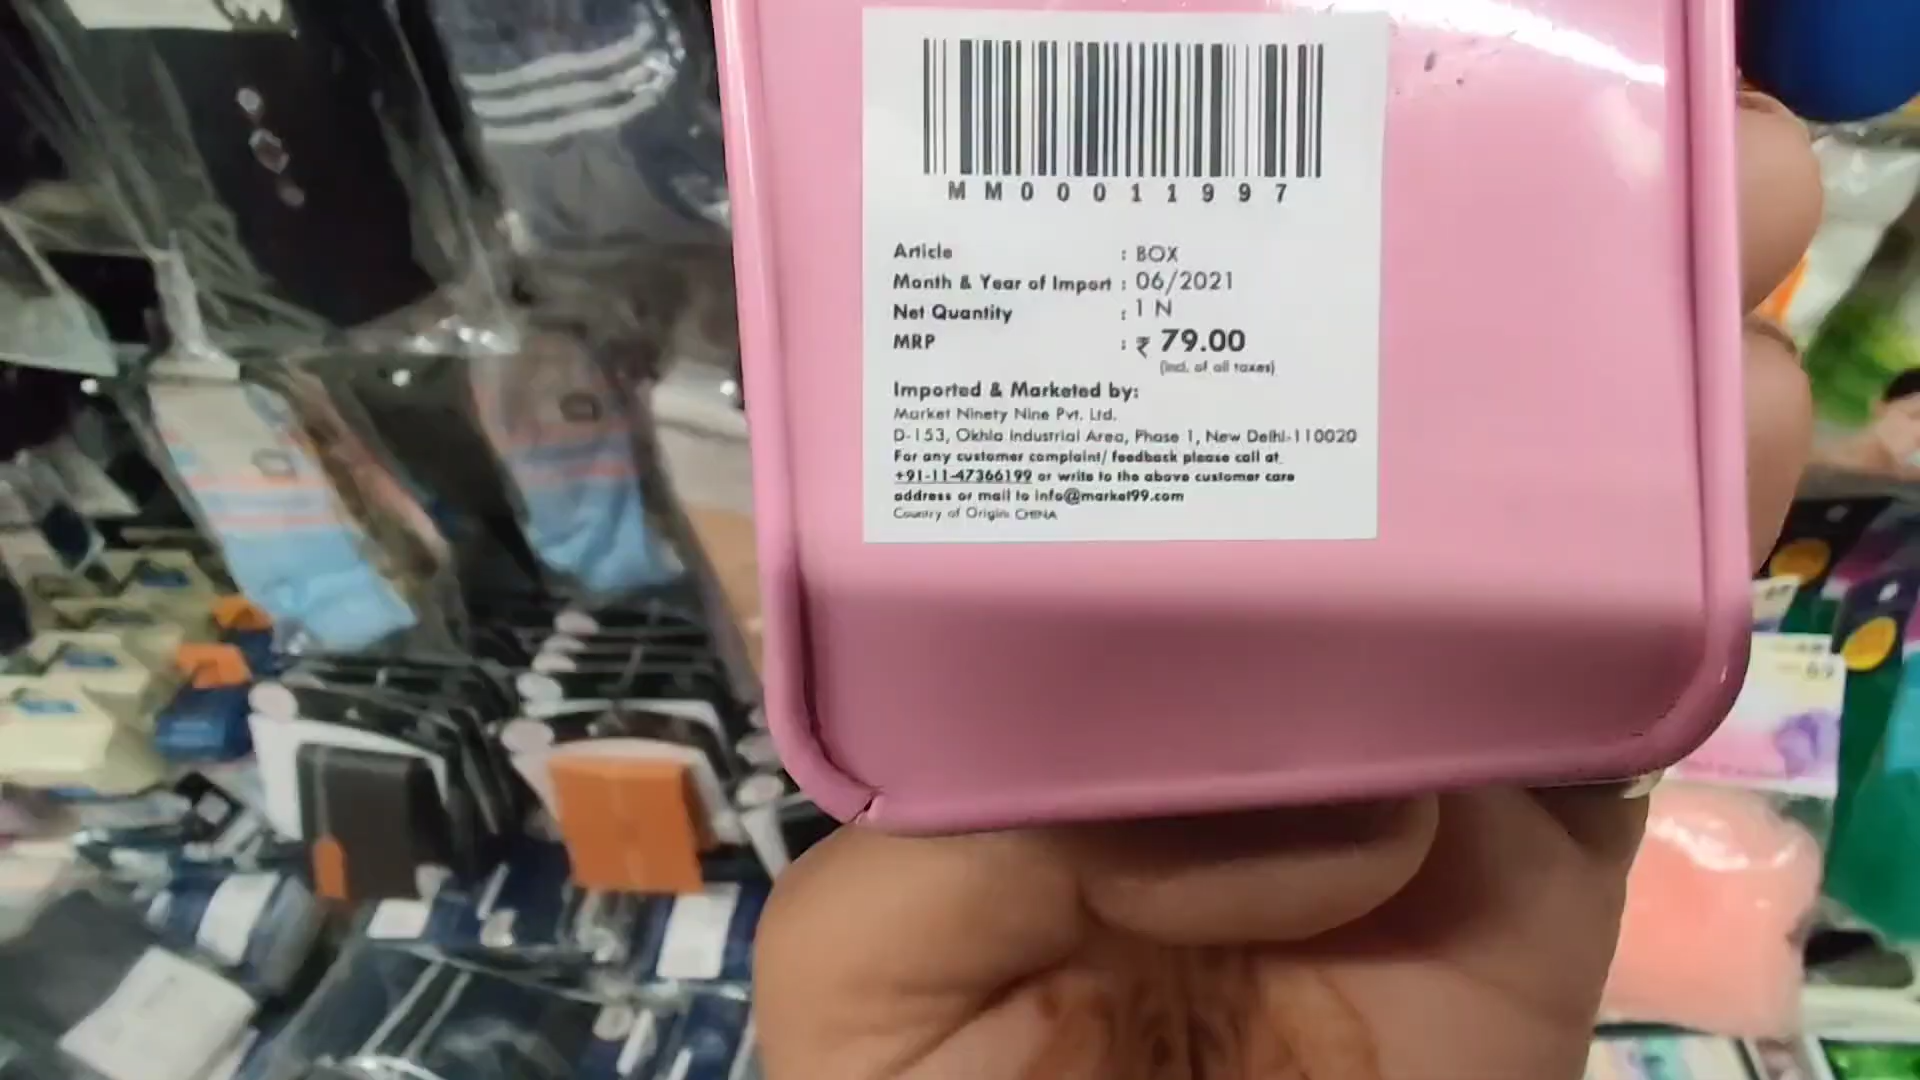 MM00011997
Article : BOX
Month & Year of Import : 06/2021
Net Quantity : 1 N
MRP : ₹ 79.00
(incl. of all taxes)
Imported & Marketed by:
Market Ninety Nine Pvt. Ltd.
D-153, Okhla Industrial Area, Phase 1, New Delhi-110020
For any customer complaint/ feedback please call at
+91-11-47366199 or write to the above customer care
address or mail to info@market99.com
Country of Origin: CHINA
69